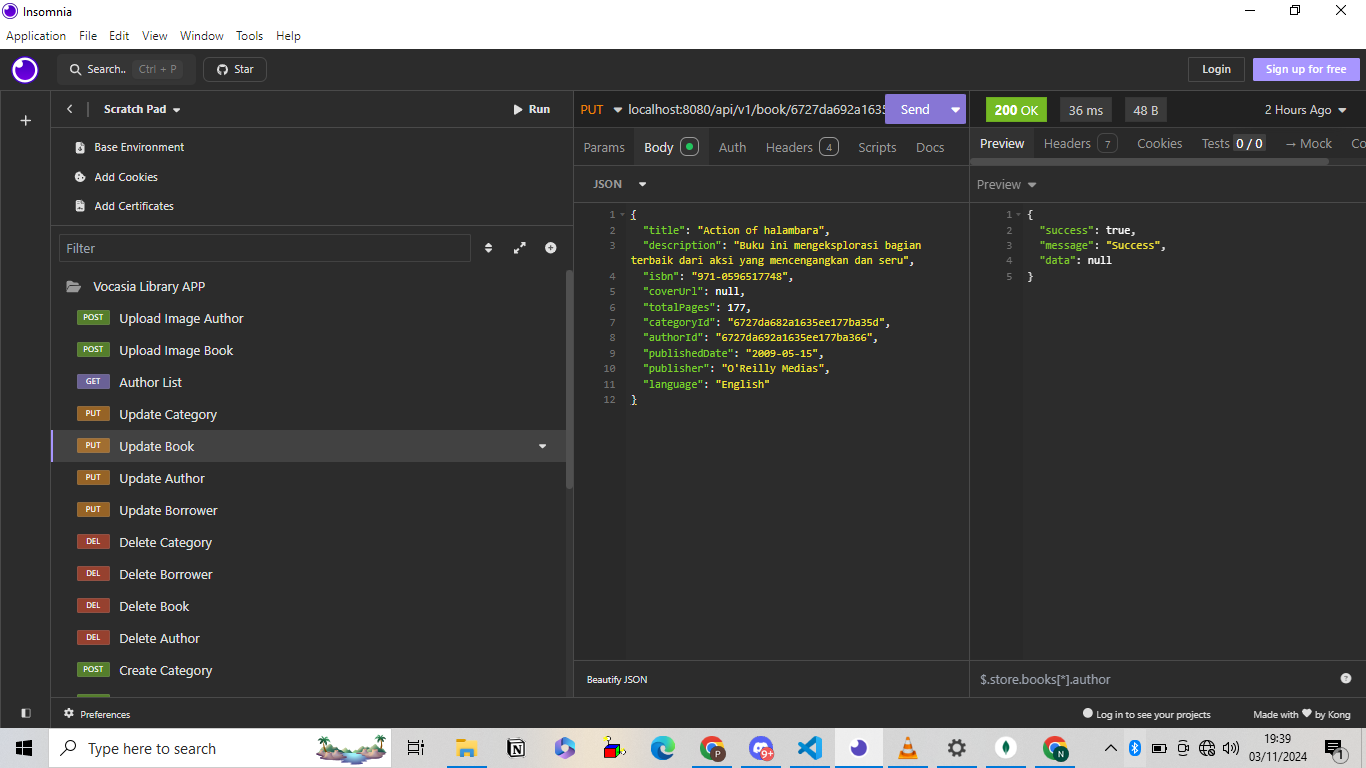 Insomnia
Application File Edit View Window Tools Help
Search.. Ctrl + P
Star
Login
Sign up for free
Scratch Pad
Run
Base Environment
Add Cookies
Add Certificates
Filter
Vocasia Library APP
POST Upload Image Author
POST Upload Image Book
GET Author List
PUT Update Category
PUT Update Book
PUT Update Author
PUT Update Borrower
DEL Delete Category
DEL Delete Borrower
DEL Delete Book
DEL Delete Author
POST Create Category
Preferences
PUT localhost:8080/api/v1/book/6727da692a1635 Send
Params Body Auth Headers 4 Scripts Docs
JSON
1 {
2 "title": "Action of halambara",
3 "description": "Buku ini mengeksplorasi bagian
terbaik dari aksi yang mencengangkan dan seru",
4 "isbn": "971-0596517748",
5 "coverUrl": null,
6 "totalPages": 177,
7 "categoryId": "6727da682a1635ee177ba35d",
8 "authorId": "6727da692a1635ee177ba366",
9 "publishedDate": "2009-05-15",
10 "publisher": "O'Reilly Medias",
11 "language": "English"
12 }
Beautify JSON
200 OK 36 ms 48 B 2 Hours Ago
Preview Headers 7 Cookies Tests 0 / 0 → Mock Co
Preview
1 {
2 "success": true,
3 "message": "Success",
4 "data": null
5 }
$.store.books[*].author
Log in to see your projects
Made with by Kong
Type here to search
P
9+
N
19:39
03/11/2024
1